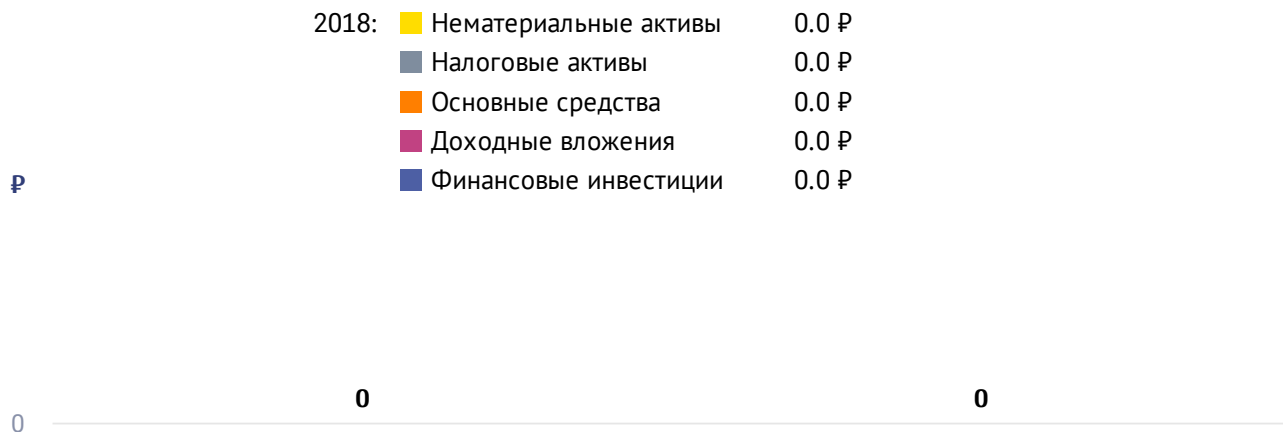 2018: Нематериальные активы 0.0 ₽
Налоговые активы 0.0 ₽
Основные средства 0.0 ₽
Доходные вложения 0.0 ₽
Финансовые инвестиции 0.0 ₽
₽
0 0
0